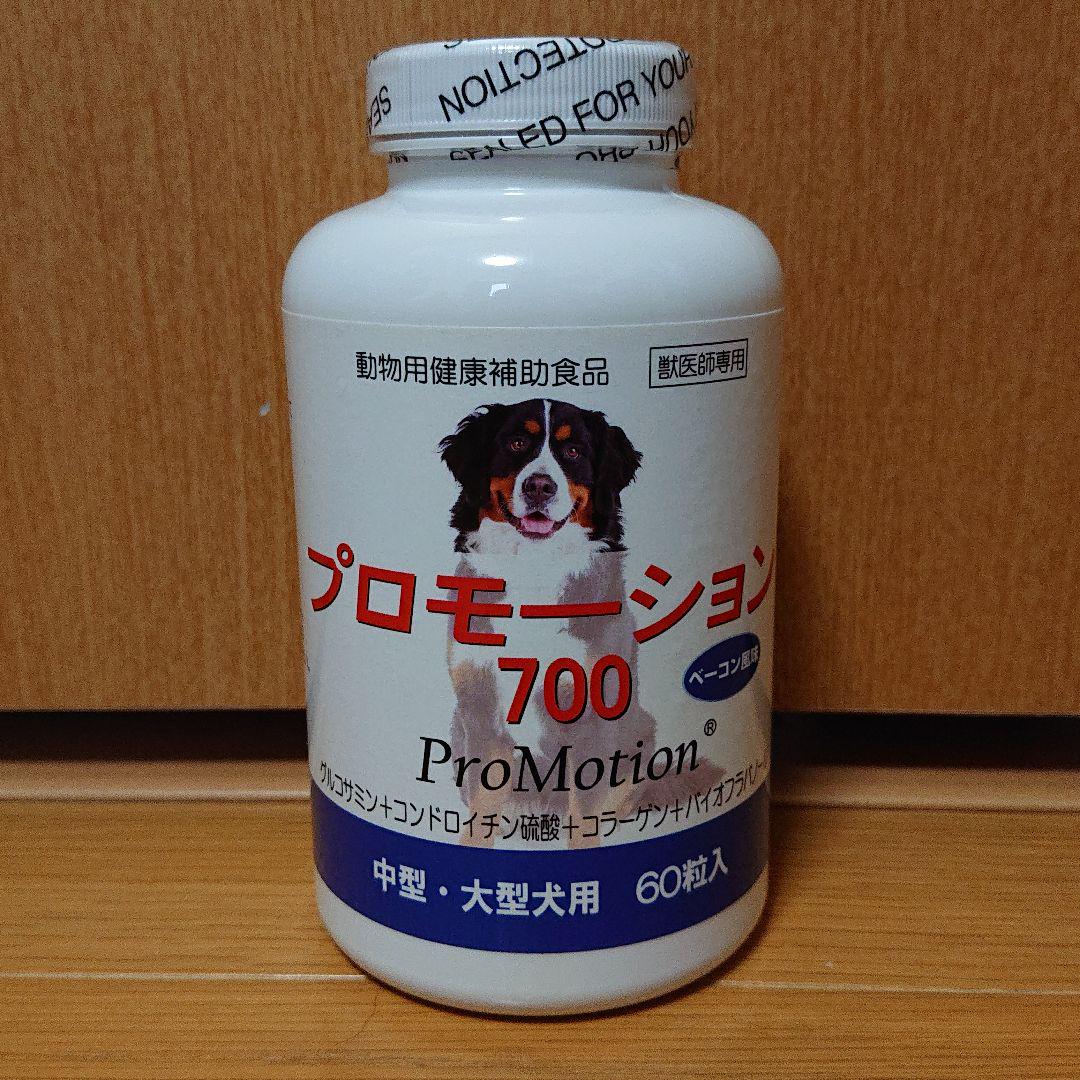 PROTECTION
SEALED FOR YOUR
動物用健康補助食品 獣医師専用
プロモーション
700
ベーコン風味
ProMotion®
グルコサミン+コンドロイチン硫酸+コラーゲン+バイオフラバノ
中型・大型犬用 60粒入